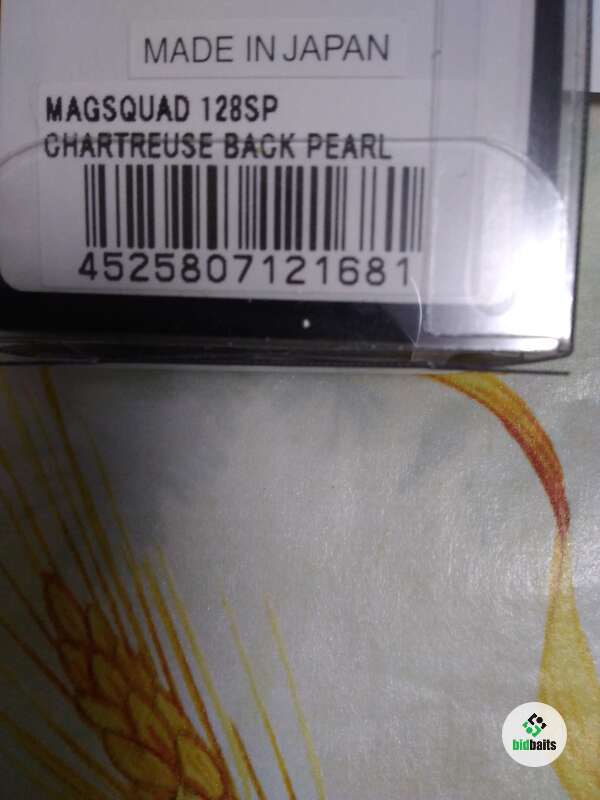 MADE IN JAPAN
MAGSQUAD 128SP
CHARTREUSE BACK PEARL
4525807121681
bidbaits